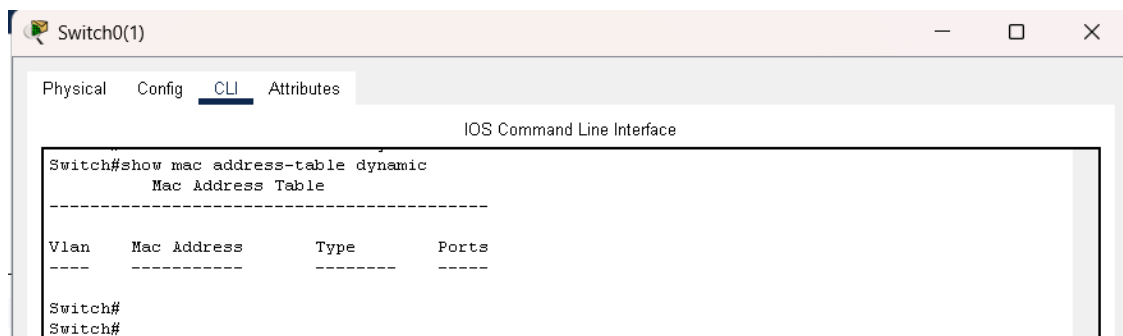 Switch0(1)
Physical Config CLI Attributes
IOS Command Line Interface
Switch#show mac address-table dynamic
Mac Address Table
-------------------------------------------
Vlan Mac Address Type Ports
---- ----------- -------- -----
Switch#
Switch#